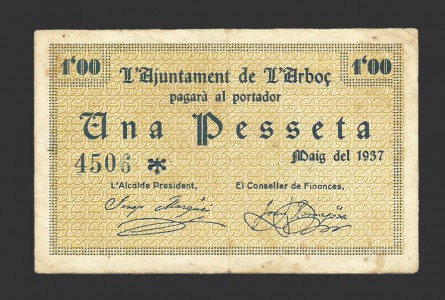 1'00 1'00
L'Ajuntament de L'Arboç
pagarà al portador
Una Pesseta
4506 * Maig del 1937
L'Alcalde President, El Conseller de Finances,